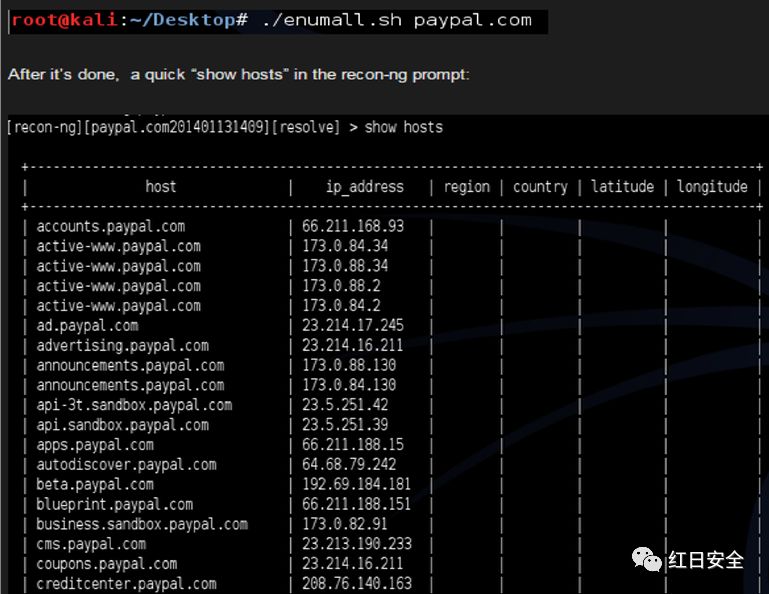 root@kali:~/Desktop# ./enumall.sh paypal.com
After it's done, a quick “show hosts” in the recon-ng prompt:
[recon-ng][paypal.com201401131409][resolve] > show hosts
| host | ip_address | region | country | latitude | longitude |
| accounts.paypal.com | 66.211.168.93 | | | | |
| active-www.paypal.com | 173.0.84.34 | | | | |
| active-www.paypal.com | 173.0.88.34 | | | | |
| active-www.paypal.com | 173.0.88.2 | | | | |
| active-www.paypal.com | 173.0.84.2 | | | | |
| ad.paypal.com | 23.214.17.245 | | | | |
| advertising.paypal.com | 23.214.16.211 | | | | |
| announcements.paypal.com | 173.0.88.130 | | | | |
| announcements.paypal.com | 173.0.84.130 | | | | |
| api-3t.sandbox.paypal.com | 23.5.251.42 | | | | |
| api.sandbox.paypal.com | 23.5.251.39 | | | | |
| apps.paypal.com | 66.211.188.15 | | | | |
| autodiscover.paypal.com | 64.68.79.242 | | | | |
| beta.paypal.com | 192.69.184.181 | | | | |
| blueprint.paypal.com | 66.211.188.151 | | | | |
| business.sandbox.paypal.com | 173.0.82.91 | | | | |
| cms.paypal.com | 23.213.190.233 | | | | |
| coupons.paypal.com | 23.214.16.211 | | | | |
| creditcenter.paypal.com | 208.76.140.163 | | | | |
红日安全